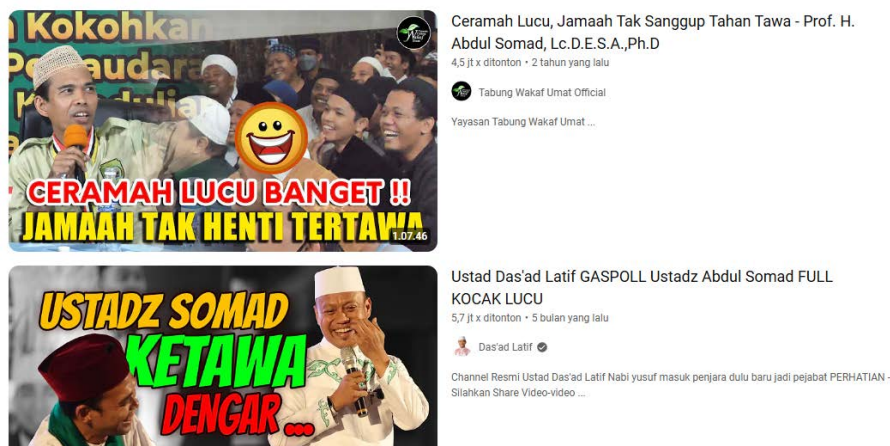 Kokohkan
CERAMAH LUCU BANGET !!
JAMAAH TAK HENTI TERTAWA
1.07.46
Ceramah Lucu, Jamaah Tak Sanggup Tahan Tawa - Prof. H.
Abdul Somad, Lc.D.E.S.A.,Ph.D
4,5 jt x ditonton • 2 tahun yang lalu
Tabung Wakaf Umat Official
Yayasan Tabung Wakaf Umat ...
USTADZ SOMAD
KETAWA
DENGAR ...
Ustad Das'ad Latif GASPOLL Ustadz Abdul Somad FULL
KOCAK LUCU
5,7 jt x ditonton • 5 bulan yang lalu
Das'ad Latif
Channel Resmi Ustad Das'ad Latif Nabi yusuf masuk penjara dulu baru jadi pejabat PERHATIAN -
Silahkan Share Video-video ...